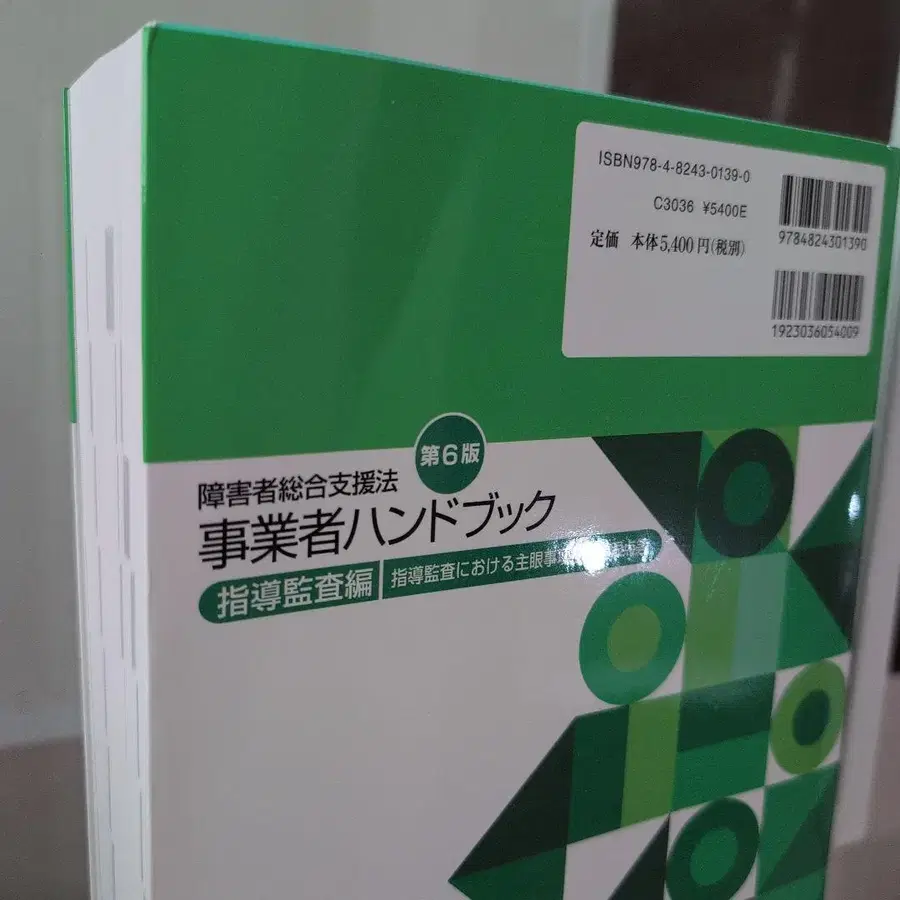 ISBN978-4-8243-0139-0
C3036 ¥5400E
定価 本体5,400円(税別)
9784824301390
1923036054009
第6版
障害者総合支援法
事業者ハンドブック
指導監査編
指導監査における主眼事